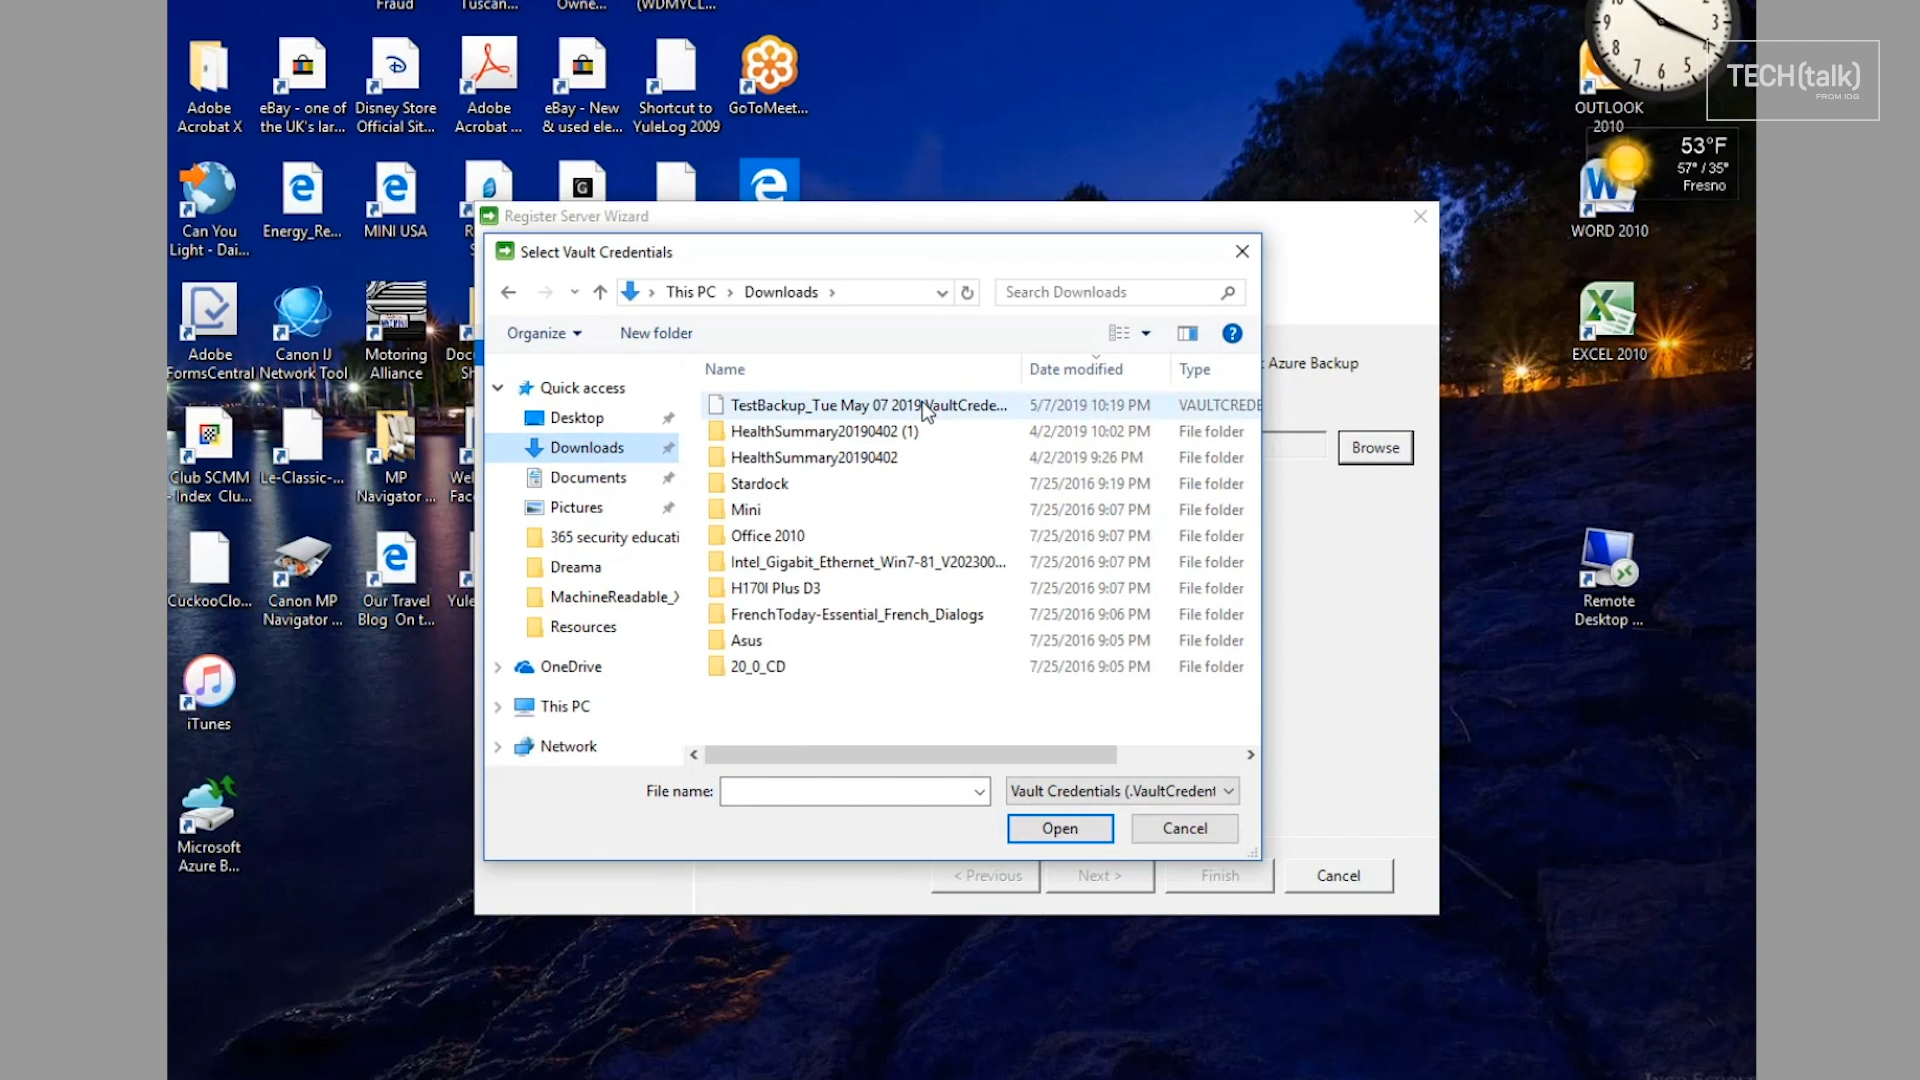 Fraud
Tuscan...
Owne...
(WDMYCL...
Adobe
Acrobat X
eBay - one of
the UK's lar...
Disney Store
Official Sit...
Adobe
Acrobat ...
eBay - New
& used ele...
Shortcut to
YuleLog 2009
GoToMeet...
Can You
Light - Dai...
Energy_Re...
MINI USA
Adobe
FormsCentral
Canon IJ
Network Tool
Motoring
Alliance
Club SCMM
- Index Clu...
Le-Classic-...
MP
Navigator ...
CuckooClo...
Canon MP
Navigator ...
Our Travel
Blog On t...
iTunes
Microsoft
Azure B...
Register Server Wizard
Select Vault Credentials
This PC
Downloads
Search Downloads
Organize
New folder
Name
Date modified
Type
Quick access
Desktop
Downloads
Documents
Pictures
365 security educati
Dreama
MachineReadable_
Resources
OneDrive
This PC
Network
TestBackup_Tue May 07 2019.VaultCrede... 5/7/2019 10:19 PM VAULTCREDE
HealthSummary20190402 (1) 4/2/2019 10:02 PM File folder
HealthSummary20190402 4/2/2019 9:26 PM File folder
Stardock 7/25/2016 9:19 PM File folder
Mini 7/25/2016 9:07 PM File folder
Office 2010 7/25/2016 9:07 PM File folder
Intel_Gigabit_Ethernet_Win7-81_V202300... 7/25/2016 9:07 PM File folder
H170I Plus D3 7/25/2016 9:07 PM File folder
FrenchToday-Essential_French_Dialogs 7/25/2016 9:06 PM File folder
Asus 7/25/2016 9:05 PM File folder
20_0_CD 7/25/2016 9:05 PM File folder
File name:
Vault Credentials (.VaultCredent
Open
Cancel
Azure Backup
Browse
< Previous
Next >
Finish
Cancel
TECH(talk)
FROM IDG
OUTLOOK
2010
53°F
57° / 35°
Fresno
WORD 2010
EXCEL 2010
Remote
Desktop ...